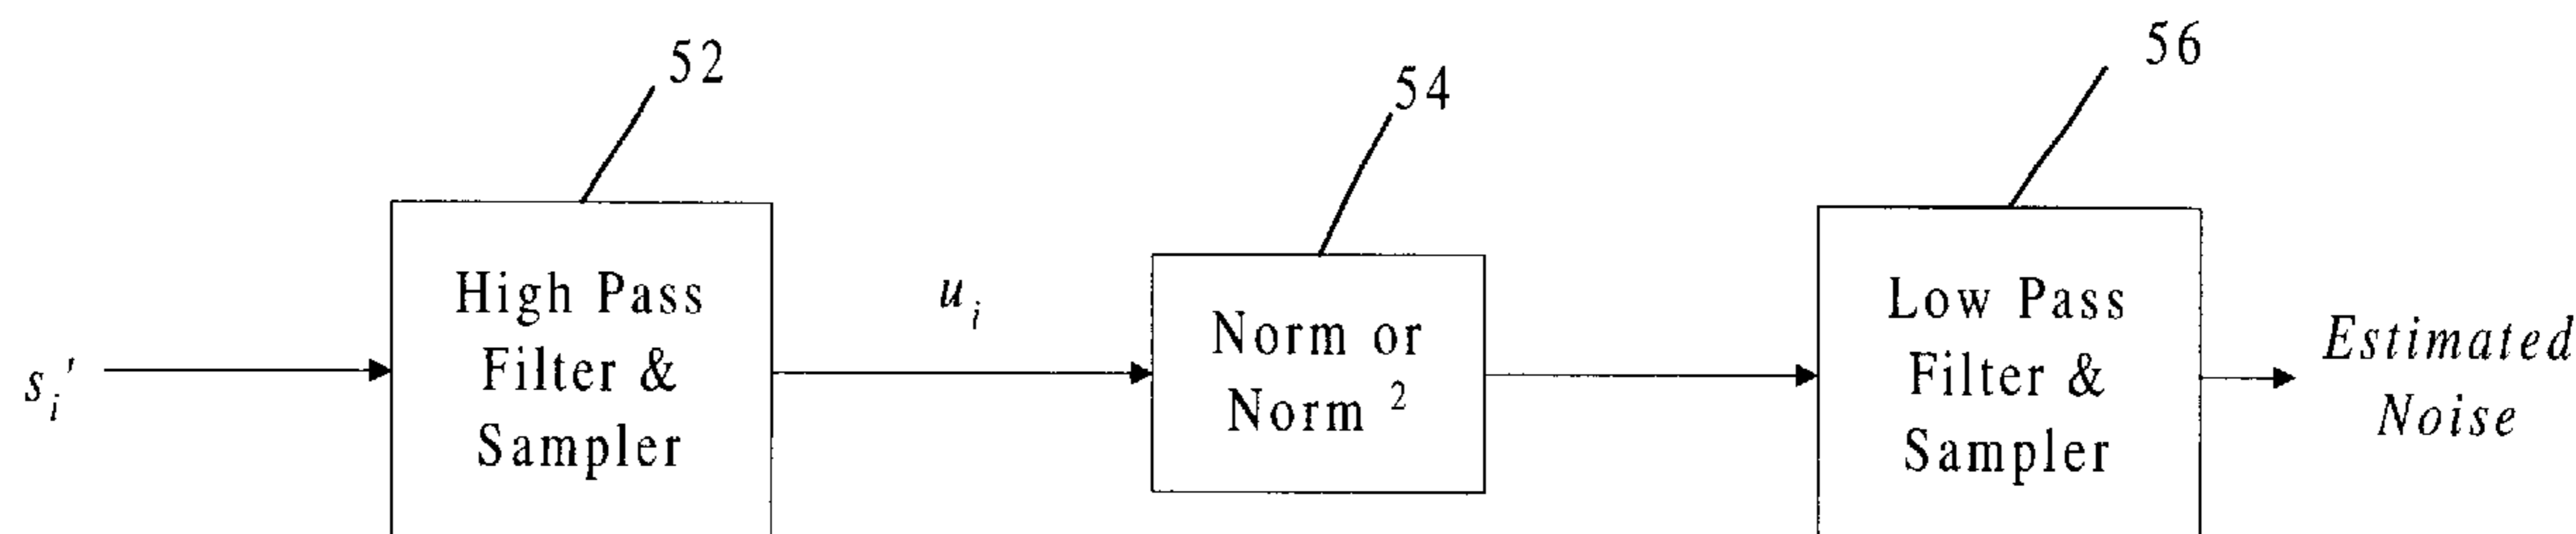 52
54
56
High Pass
Filter &
Sampler
u_i
Norm or
Norm ²
Low Pass
Filter &
Sampler
s_i'
Estimated
Noise